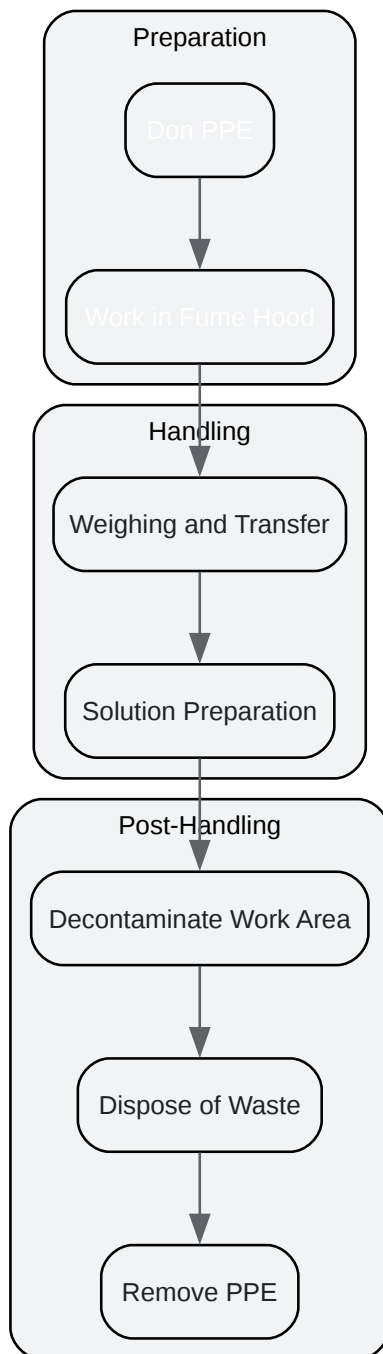 Preparation
Don PPE
Work in Fume Hood
Handling
Weighing and Transfer
Solution Preparation
Post-Handling
Decontaminate Work Area
Dispose of Waste
Remove PPE